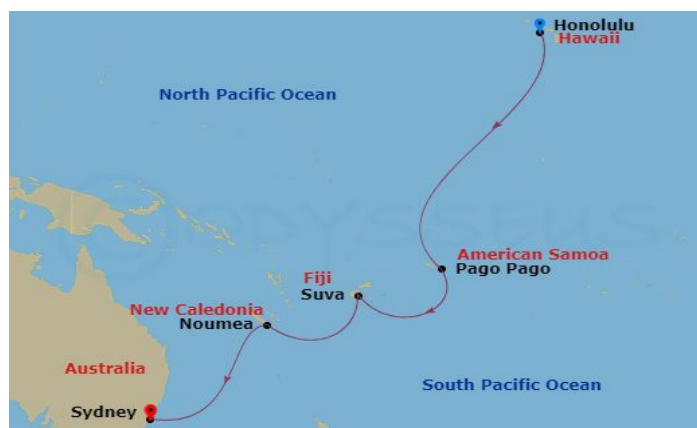 Honolulu
Hawaii
North Pacific Ocean
ODYSSEUS
American Samoa
Pago Pago
Fiji
Suva
New Caledonia
Noumea
Australia
South Pacific Ocean
Sydney